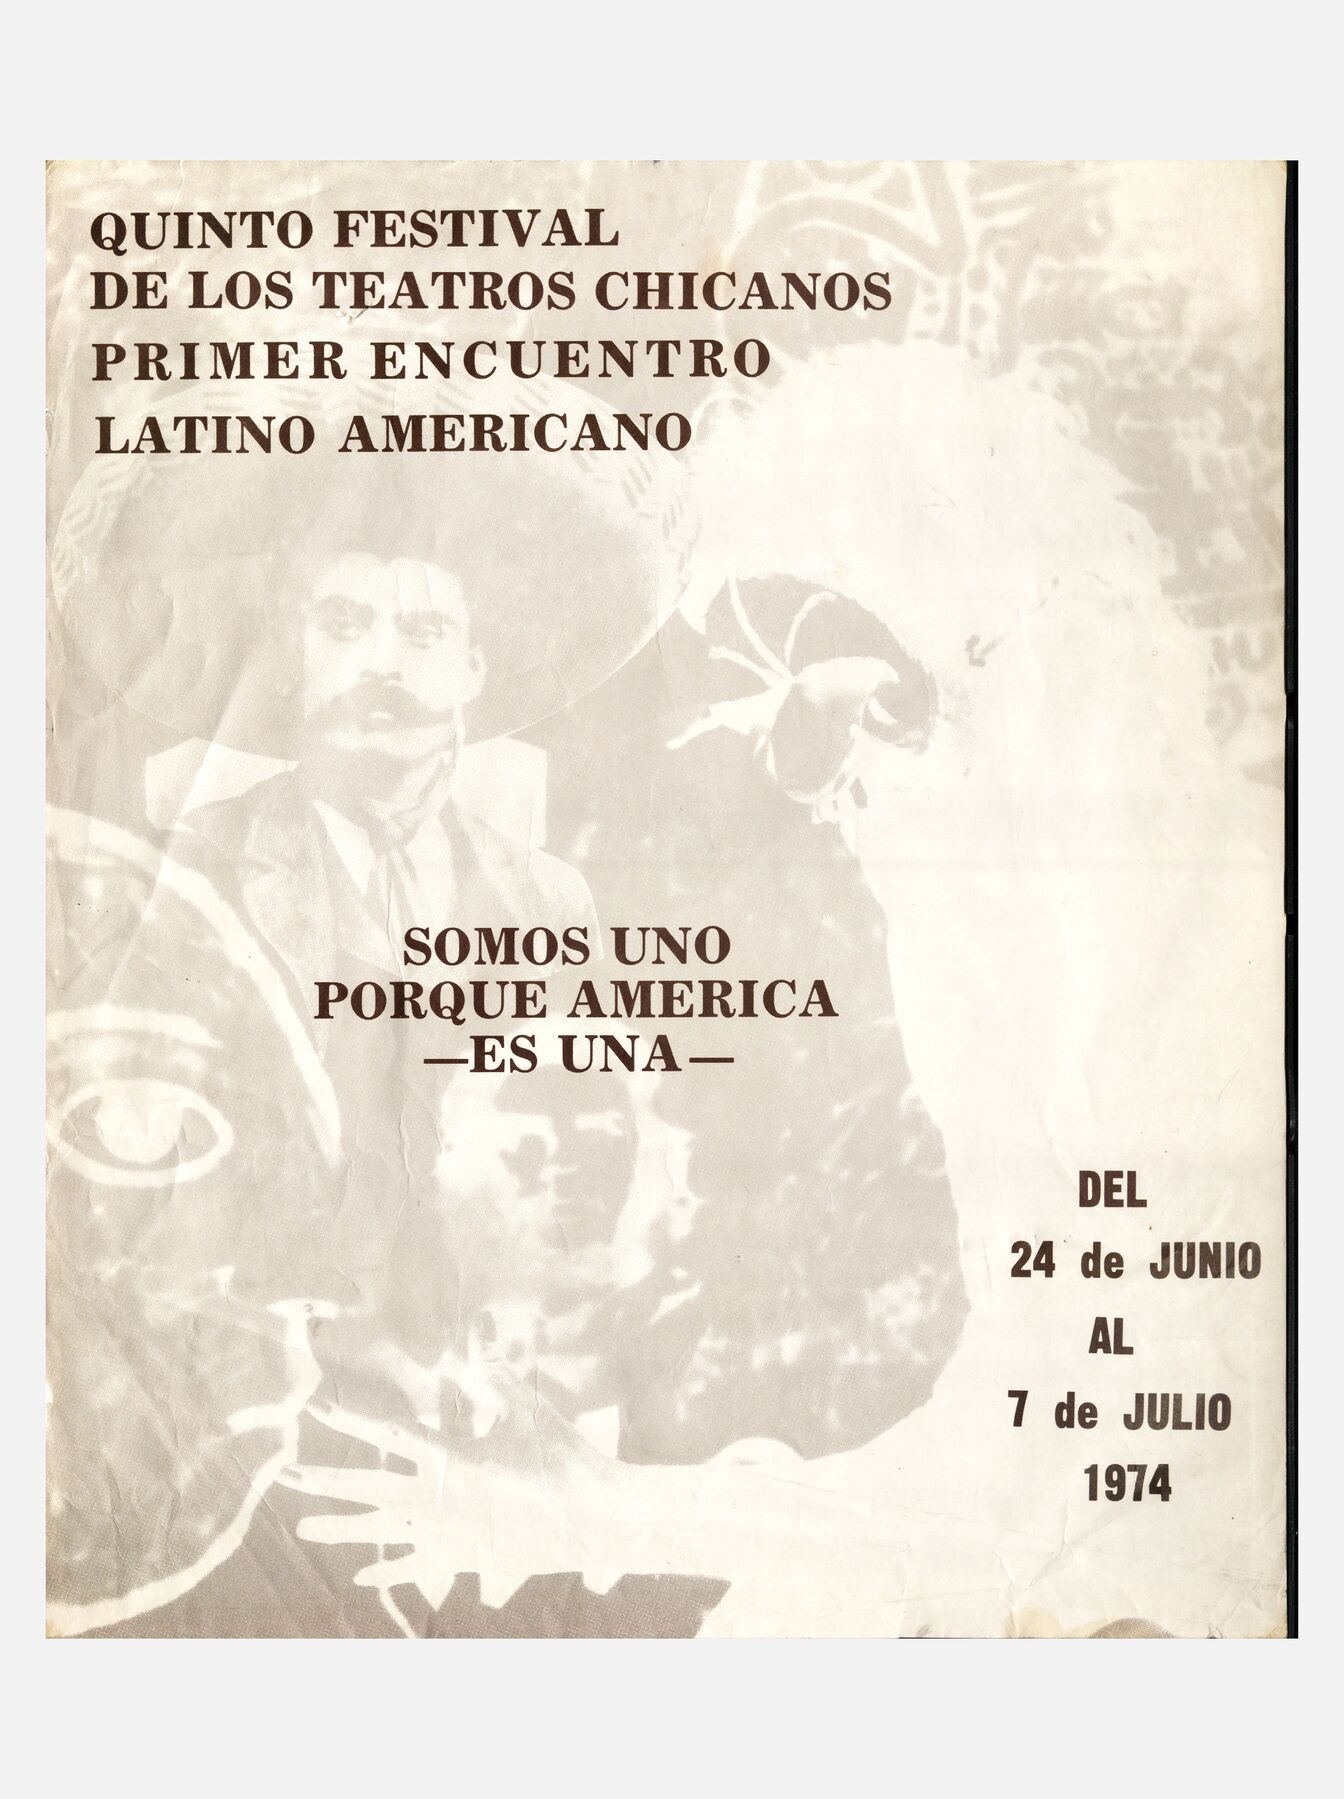 QUINTO FESTIVAL
DE LOS TEATROS CHICANOS
PRIMER ENCUENTRO
LATINO AMERICANO
SOMOS UNO
PORQUE AMERICA
—ES UNA—
DEL
24 de JUNIO
AL
7 de JULIO
1974